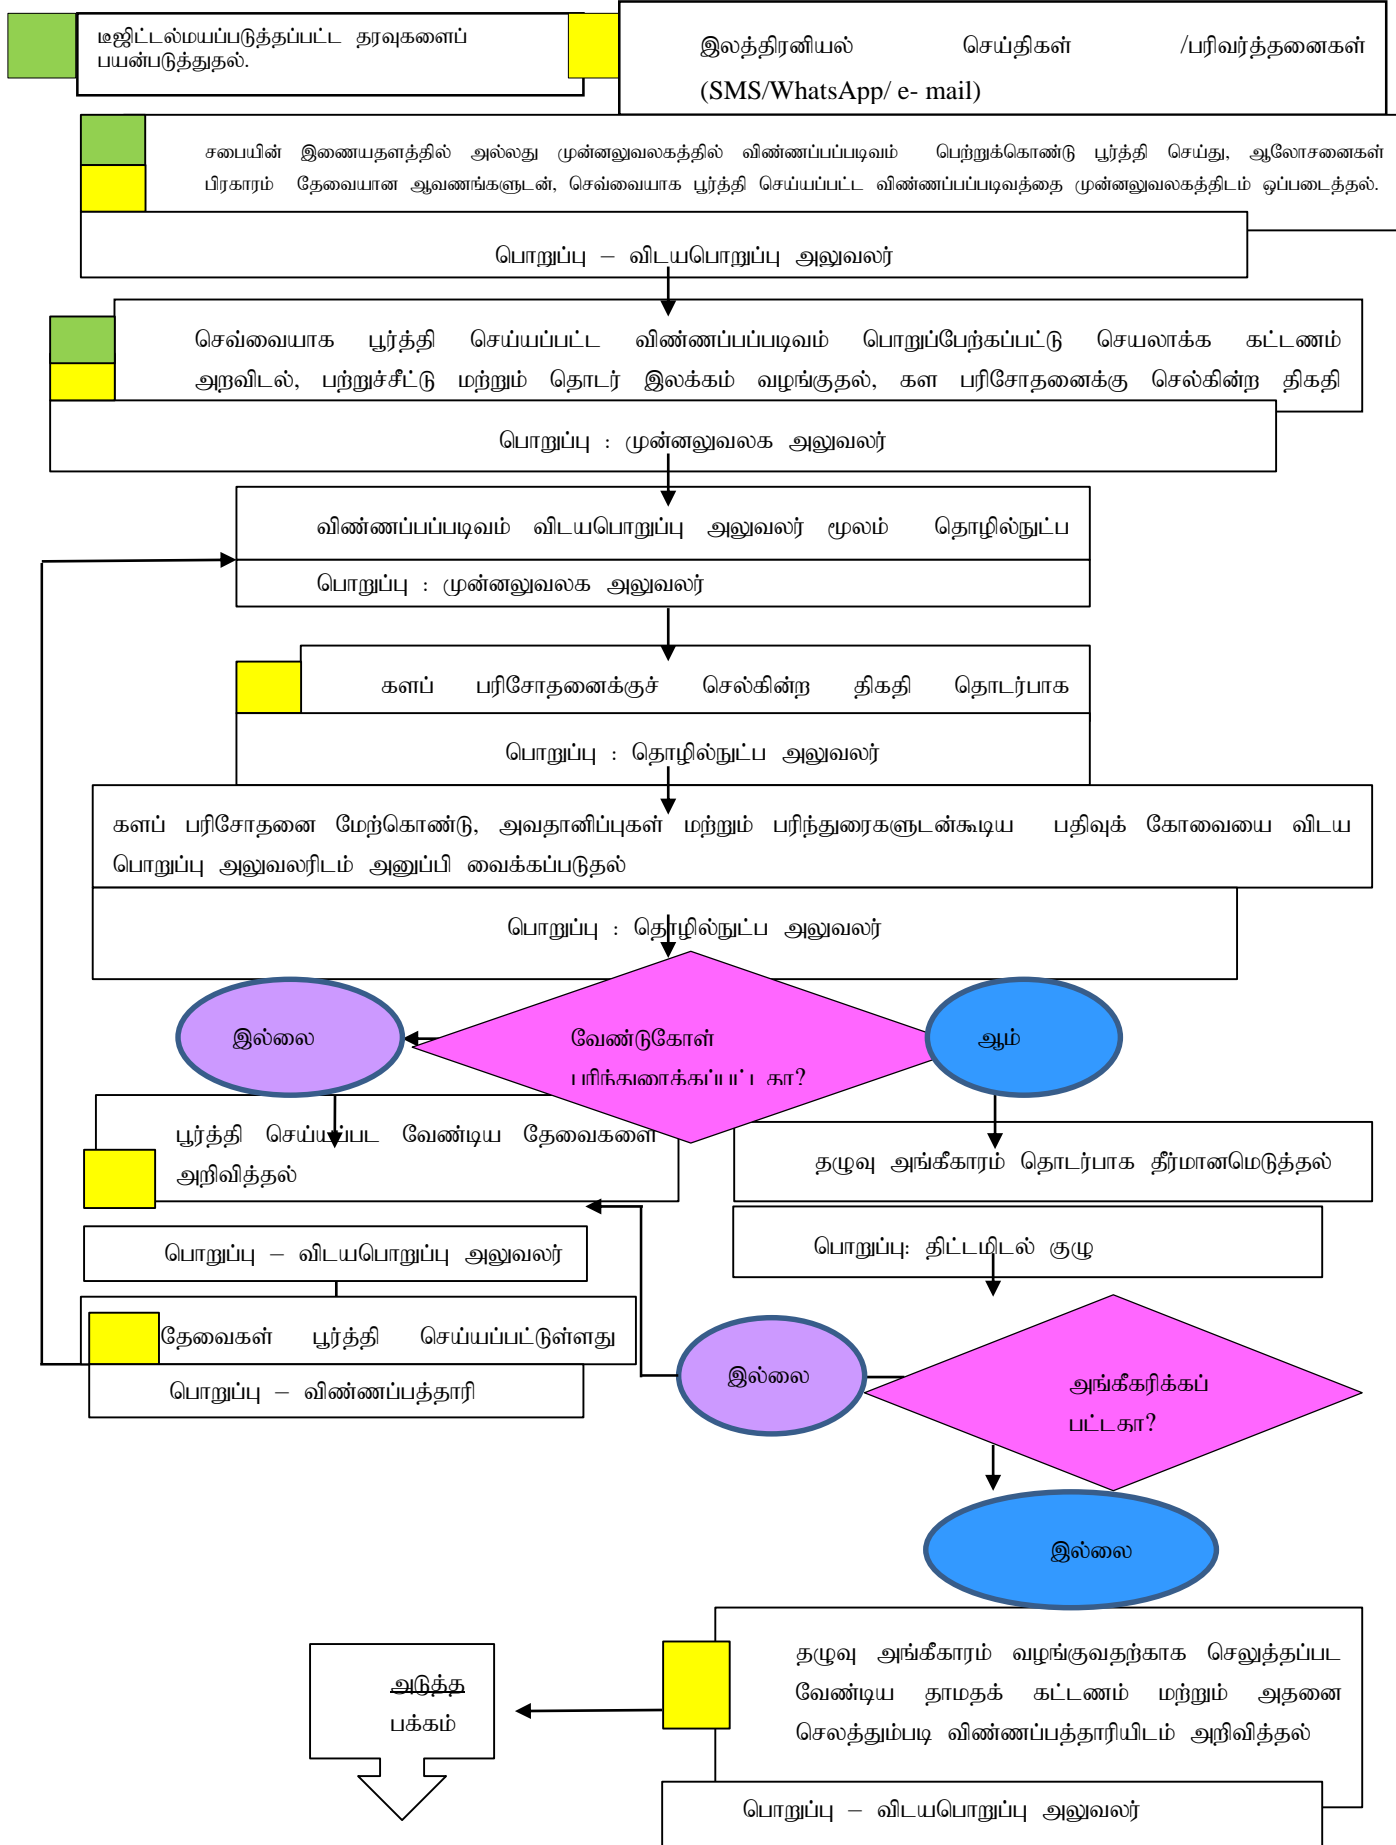 டீஜிட்டல்மயப்படுத்தப்பட்ட தரவுகளைப்
பயன்படுத்துதல்.
இலத்திரனியல் செய்திகள் /பரிவர்த்தனைகள்
(SMS/WhatsApp/ e- mail)
சபையின் இணையதளத்தில் அல்லது முன்னலுவலகத்தில் விண்ணப்பப்படிவம் பெற்றுக்கொண்டு பூர்த்தி செய்து, ஆலோசனைகள்
பிரகாரம் தேவையான ஆவணங்களுடன், செவ்வையாக பூர்த்தி செய்யப்பட்ட விண்ணப்பப்படிவத்தை முன்னலுவலகத்திடம் ஒப்படைத்தல்.
பொறுப்பு – விடயபொறுப்பு அலுவலர்
செவ்வையாக பூர்த்தி செய்யப்பட்ட விண்ணப்பப்படிவம் பொறுப்பேற்கப்பட்டு செயலாக்க கட்டணம்
அறவிடல், பற்றுச்சீட்டு மற்றும் தொடர் இலக்கம் வழங்குதல், கள பரிசோதனைக்கு செல்கின்ற திகதி
பொறுப்பு : முன்னலுவலக அலுவலர்
விண்ணப்பப்படிவம் விடயபொறுப்பு அலுவலர் மூலம் தொழில்நுட்ப
பொறுப்பு : முன்னலுவலக அலுவலர்
களப் பரிசோதனைக்குச் செல்கின்ற திகதி தொடர்பாக
பொறுப்பு : தொழில்நுட்ப அலுவலர்
களப் பரிசோதனை மேற்கொண்டு, அவதானிப்புகள் மற்றும் பரிந்துரைகளுடன்கூடிய பதிவுக் கோவையை விடய
பொறுப்பு அலுவலரிடம் அனுப்பி வைக்கப்படுதல்
பொறுப்பு : தொழில்நுட்ப அலுவலர்
இல்லை
வேண்டுகோள்
பரிந்துரைக்கப்பட்டதா?
ஆம்
பூர்த்தி செய்யப்பட வேண்டிய தேவைகளை
அறிவித்தல்
தழுவு அங்கீகாரம் தொடர்பாக தீர்மானமெடுத்தல்
பொறுப்பு – விடயபொறுப்பு அலுவலர்
பொறுப்பு: திட்டமிடல் குழு
தேவைகள் பூர்த்தி செய்யப்பட்டுள்ளது
பொறுப்பு – விண்ணப்பத்தாரி
இல்லை
அங்கீகரிக்கப்
பட்டதா?
இல்லை
தழுவு அங்கீகாரம் வழங்குவதற்காக செலுத்தப்பட
வேண்டிய தாமதக் கட்டணம் மற்றும் அதனை
செலத்தும்படி விண்ணப்பத்தாரியிடம் அறிவித்தல்
அடுத்த
பக்கம்
பொறுப்பு – விடயபொறுப்பு அலுவலர்